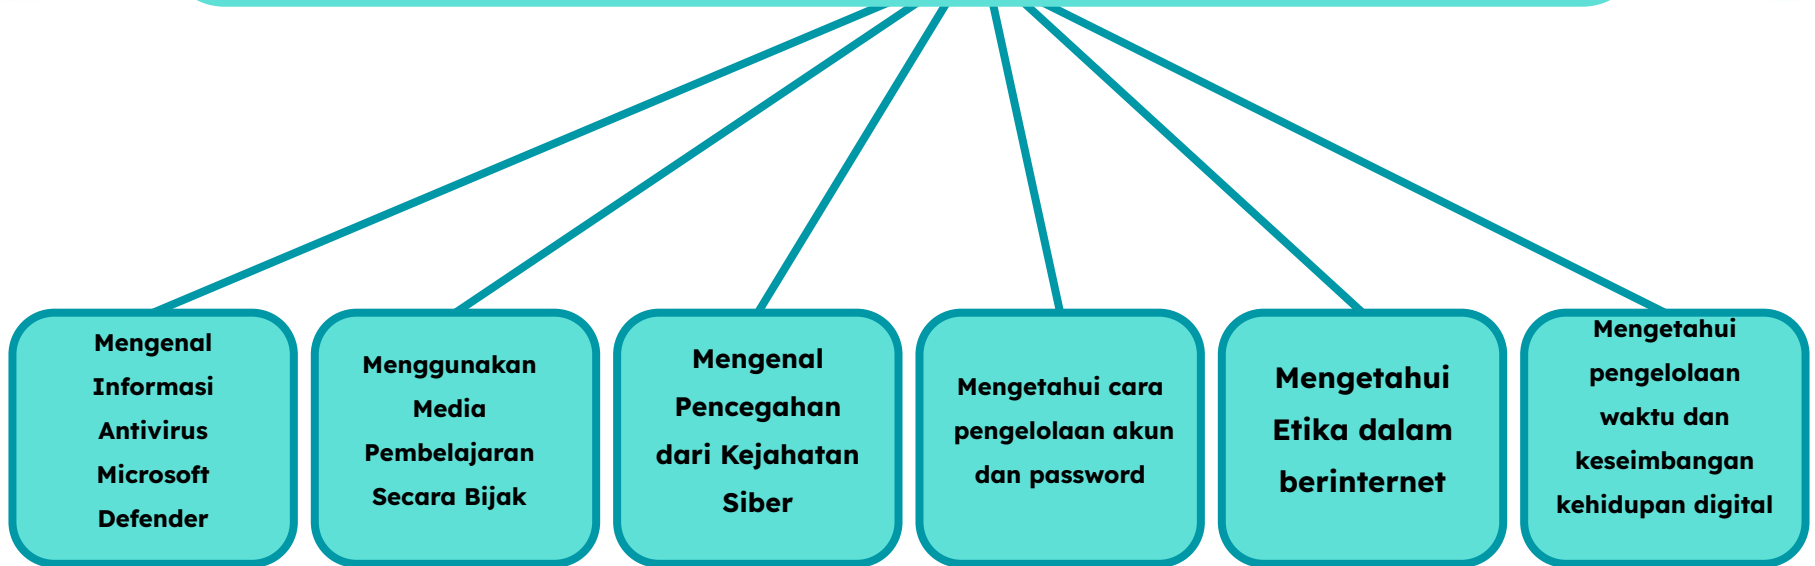 Mengenal
Informasi
Antivirus
Microsoft
Defender
Menggunakan
Media
Pembelajaran
Secara Bijak
Mengenal
Pencegahan
dari Kejahatan
Siber
Mengetahui cara
pengelolaan akun
dan password
Mengetahui
Etika dalam
berinternet
Mengetahui
pengelolaan
waktu dan
keseimbangan
kehidupan digital